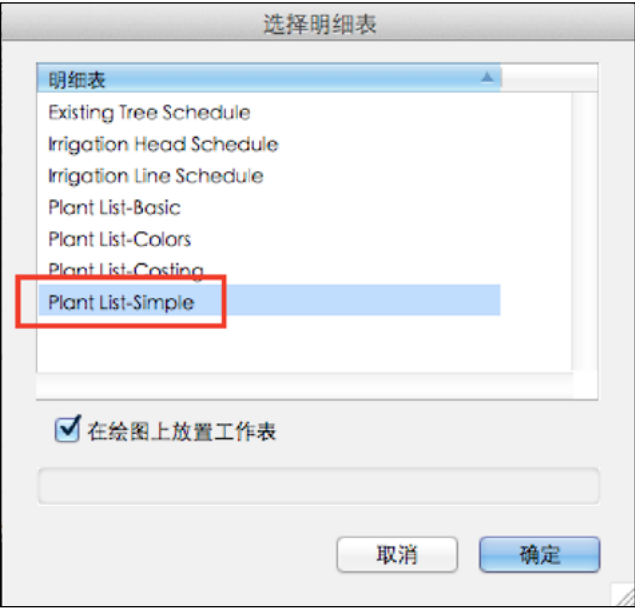 选择明细表
明细表
Existing Tree Schedule
Irrigation Head Schedule
Irrigation Line Schedule
Plant List-Basic
Plant List-Colors
Plant List-Costing
Plant List-Simple
在绘图上放置工作表
取消
确定